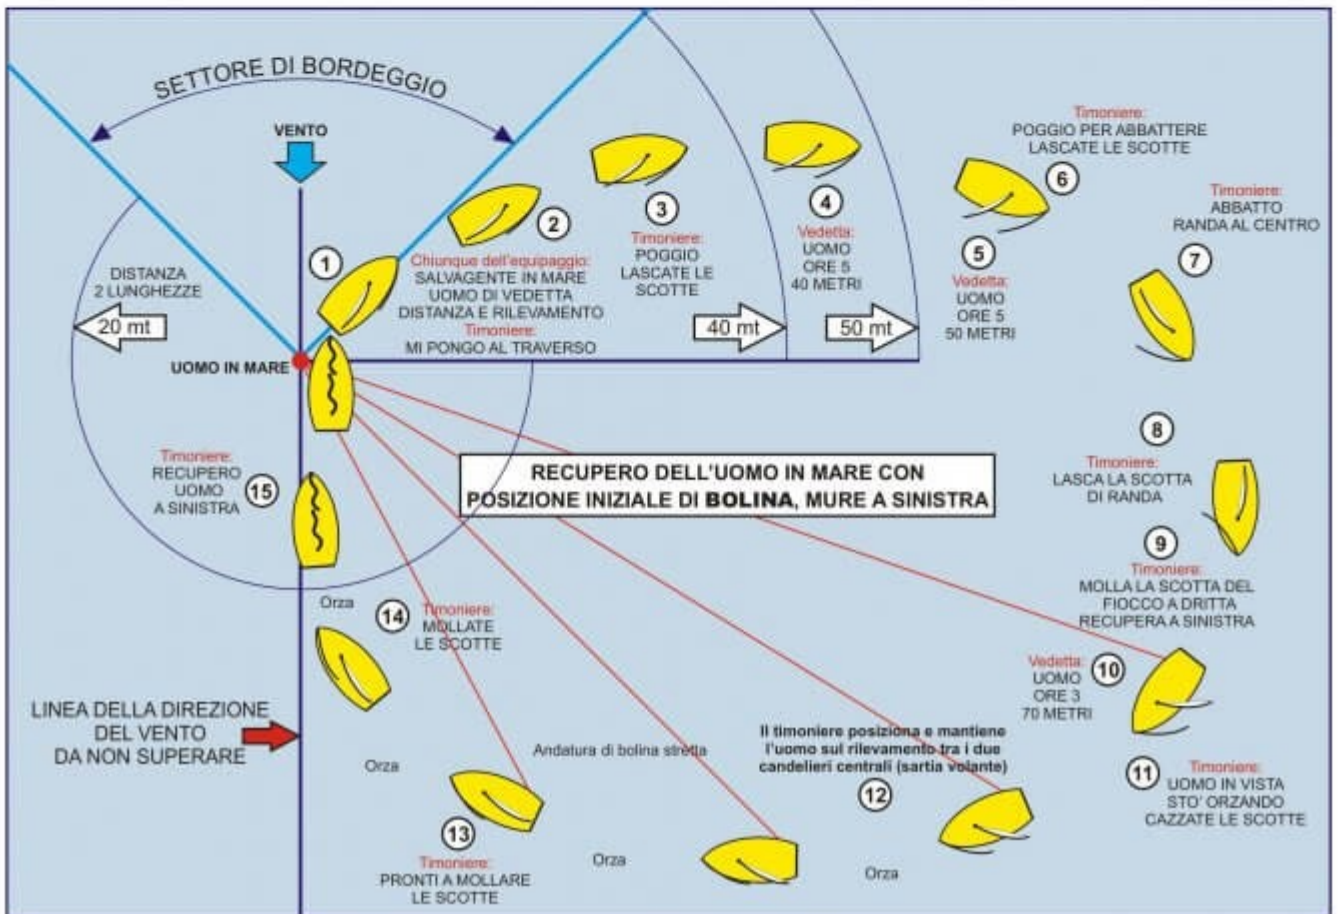 SETTORE DI BORDEGGIO
VENTO
DISTANZA
2 LUNGHEZZE
20 mt
UOMO IN MARE
1
2
Chiunque dell'equipaggio:
SALVAGENTE IN MARE
UOMO DI VEDETTA
DISTANZA E RILEVAMENTO
Timoniere:
MI PONGO AL TRAVERSO
3
Timoniere:
POGGIO
LASCATE LE
SCOTTE
40 mt
4
Vedetta:
UOMO
ORE 5
40 METRI
50 mt
5
Vedetta:
UOMO
ORE 5
50 METRI
Timoniere:
POGGIO PER ABBATTERE
LASCATE LE SCOTTE
6
Timoniere:
ABBATTO
RANDA AL CENTRO
7
8
Timoniere:
LASCA LA SCOTTA
DI RANDA
9
Timoniere:
MOLLA LA SCOTTA DEL
FIOCCO A DRITTA
RECUPERA A SINISTRA
RECUPERO DELL'UOMO IN MARE CON
POSIZIONE INIZIALE DI BOLINA, MURE A SINISTRA
Vedetta:
UOMO
ORE 3
70 METRI
10
11
Timoniere:
UOMO IN VISTA
STO' ORZANDO
CAZZATE LE SCOTTE
Il timoniere posiziona e mantiene
l'uomo sul rilevamento tra i due
candelieri centrali (sartia volante)
12
Orza
Andatura di bolina stretta
Orza
13
Timoniere:
PRONTI A MOLLARE
LE SCOTTE
Orza
14
Timoniere:
MOLLATE
LE SCOTTE
Orza
Timoniere:
RECUPERO
UOMO
A SINISTRA
15
LINEA DELLA DIREZIONE
DEL VENTO
DA NON SUPERARE